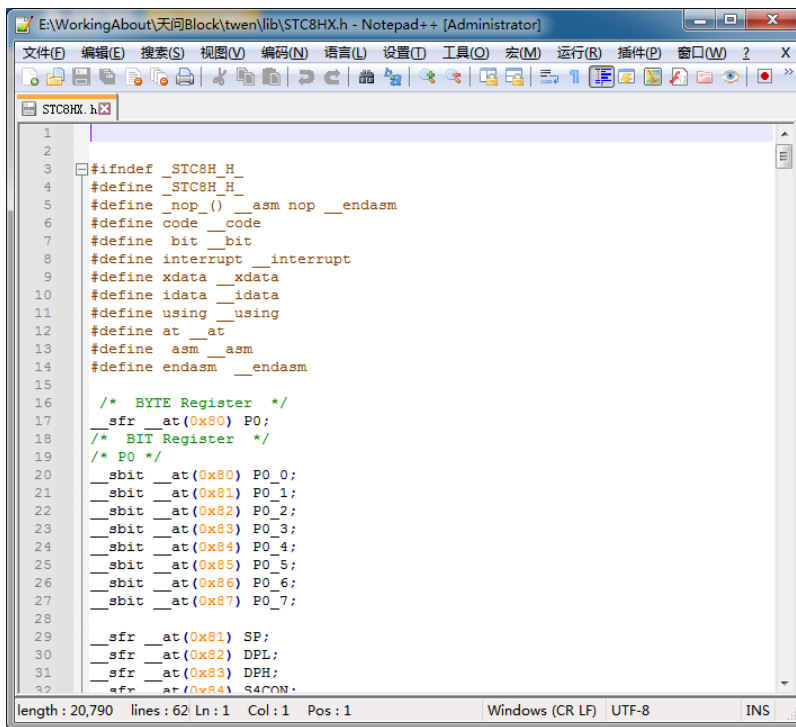 E:\WorkingAbout\天问Block\twen\lib\STC8HX.h - Notepad++ [Administrator]
文件(F) 编辑(E) 搜索(S) 视图(V) 编码(N) 语言(L) 设置(T) 工具(O) 宏(M) 运行(R) 插件(P) 窗口(W) ? X
STC8HX.h
1
2
3 #ifndef _STC8H_H_
4 #define _STC8H_H_
5 #define _nop_() __asm nop __endasm
6 #define code __code
7 #define  bit __bit
8 #define interrupt __interrupt
9 #define xdata __xdata
10 #define idata __idata
11 #define using __using
12 #define at __at
13 #define  asm __asm
14 #define endasm  __endasm
15
16 /*  BYTE Register  */
17 __sfr __at(0x80) P0;
18 /*  BIT Register  */
19 /* P0 */
20 __sbit __at(0x80) P0_0;
21 __sbit __at(0x81) P0_1;
22 __sbit __at(0x82) P0_2;
23 __sbit __at(0x83) P0_3;
24 __sbit __at(0x84) P0_4;
25 __sbit __at(0x85) P0_5;
26 __sbit __at(0x86) P0_6;
27 __sbit __at(0x87) P0_7;
28
29 __sfr __at(0x81) SP;
30 __sfr __at(0x82) DPL;
31 __sfr __at(0x83) DPH;
32 __sfr __at(0x84) S4CON;
length : 20,790 lines : 62 Ln : 1 Col : 1 Pos : 1 Windows (CR LF) UTF-8 INS